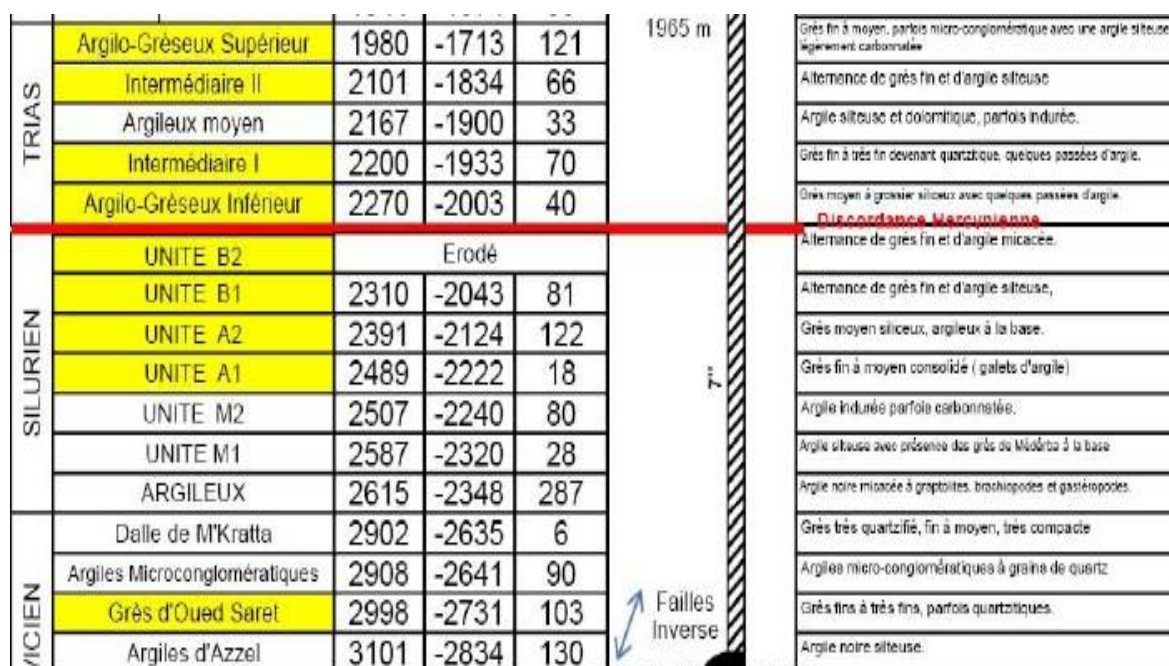 1965 m
Grès fin à moyen, parfois micro-conglomératique avec une argile silteuse
légèrement carbonatée
TRIAS
Argilo-Grèseux Supérieur 1980 -1713 121
Intermédiaire II 2101 -1834 66 Alternance de grès fin et d'argile silteuse
Argileux moyen 2167 -1900 33 Argile silteuse et dolomitique, parfois indurée.
Intermédiaire I 2200 -1933 70 Grès fin à très fin devenant quartzitique, quelques passées d'argile.
Argilo-Grèseux Inférieur 2270 -2003 40 Grès moyen à grossier siliceux avec quelques passées d'argile.
Discordance Hercynienne
SILURIEN
UNITE B2 Erodé Alternance de grès fin et d'argile micacée.
UNITE B1 2310 -2043 81 Alternance de grès fin et d'argile silteuse,
UNITE A2 2391 -2124 122 Grès moyen siliceux, argileux à la base.
UNITE A1 2489 -2222 18 Grès fin à moyen consolidé ( galets d'argile)
7"
UNITE M2 2507 -2240 80 Argile indurée parfois carbonnatée.
UNITE M1 2587 -2320 28 Argile silteuse avec présence des grès de Médérba à la base
ARGILEUX 2615 -2348 287 Argile noire micacée à graptolites, brachiopodes et gastéropodes.
VICIEN
Dalle de M'Kratta 2902 -2635 6 Grès très quartzifié, fin à moyen, très compacte
Argiles Microconglomératiques 2908 -2641 90 Argiles micro-conglomératiques à grains de quartz
Grès d'Oued Saret 2998 -2731 103 Grès fins à très fins, parfois quartzitiques.
Failles
Inverse
Argiles d'Azzel 3101 -2834 130 Argile noire silteuse.